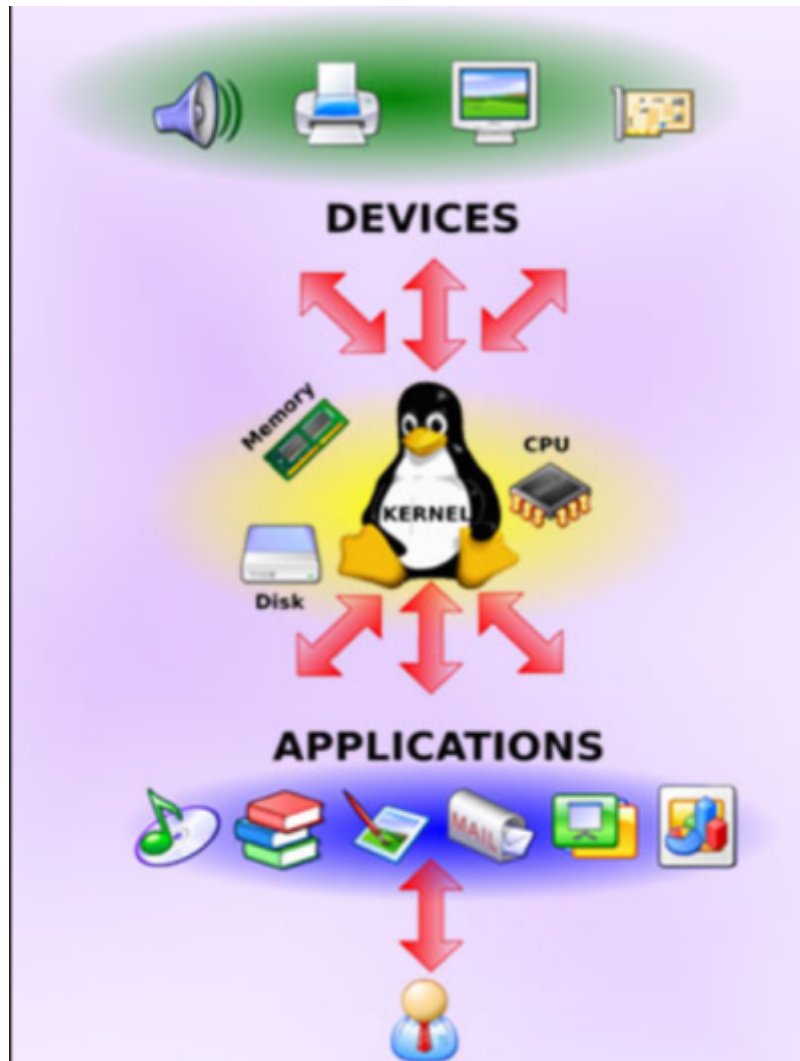 DEVICES
Memory
CPU
KERNEL
Disk
APPLICATIONS
MAIL